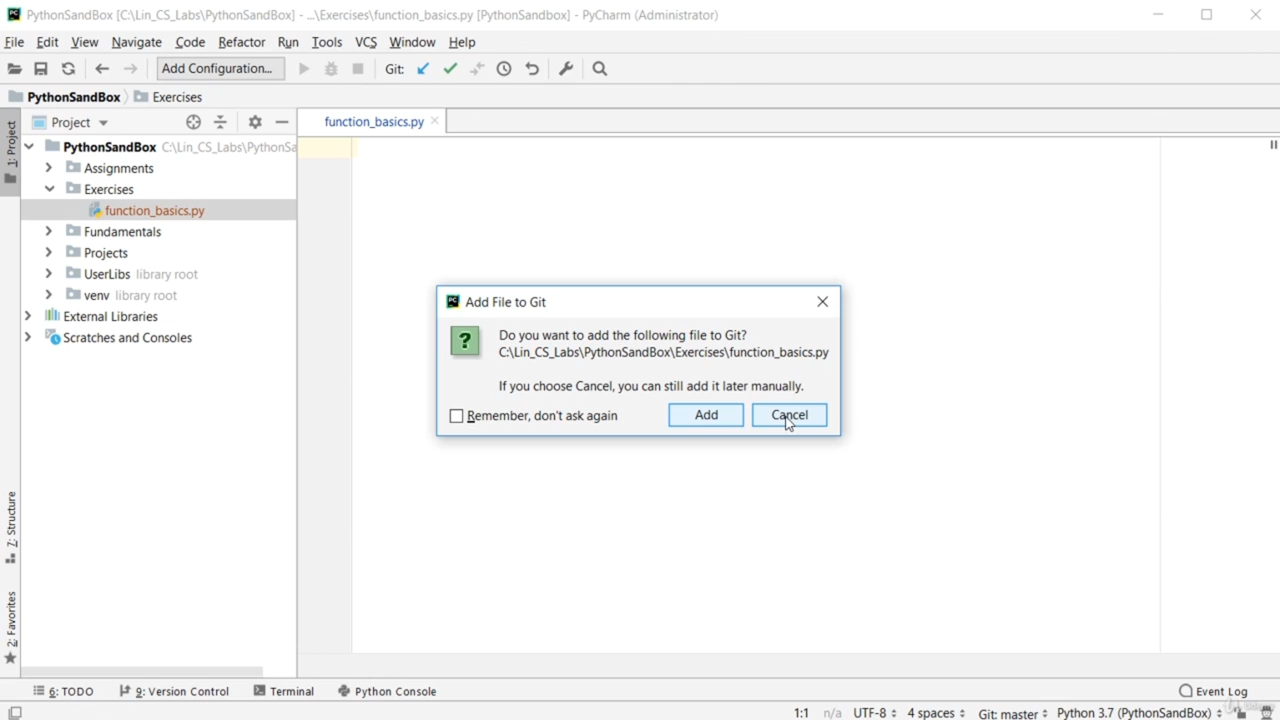 PythonSandBox [C:\Lin_CS_Labs\PythonSandBox] - ...\Exercises\function_basics.py [PythonSandbox] - PyCharm (Administrator)
File Edit View Navigate Code Refactor Run Tools VCS Window Help
Add Configuration... Git:
PythonSandBox Exercises
Project function_basics.py
1: Project
PythonSandBox C:\Lin_CS_Labs\PythonSa
Assignments
Exercises
function_basics.py
Fundamentals
Projects
UserLibs library root
venv library root
External Libraries
Scratches and Consoles
PC Add File to Git
? Do you want to add the following file to Git?
C:\Lin_CS_Labs\PythonSandBox\Exercises\function_basics.py
If you choose Cancel, you can still add it later manually.
Remember, don't ask again Add Cancel
7: Structure
2: Favorites
6: TODO 9: Version Control Terminal Python Console Event Log
1:1 n/a UTF-8 4 spaces Git: master Python 3.7 (PythonSandBox)